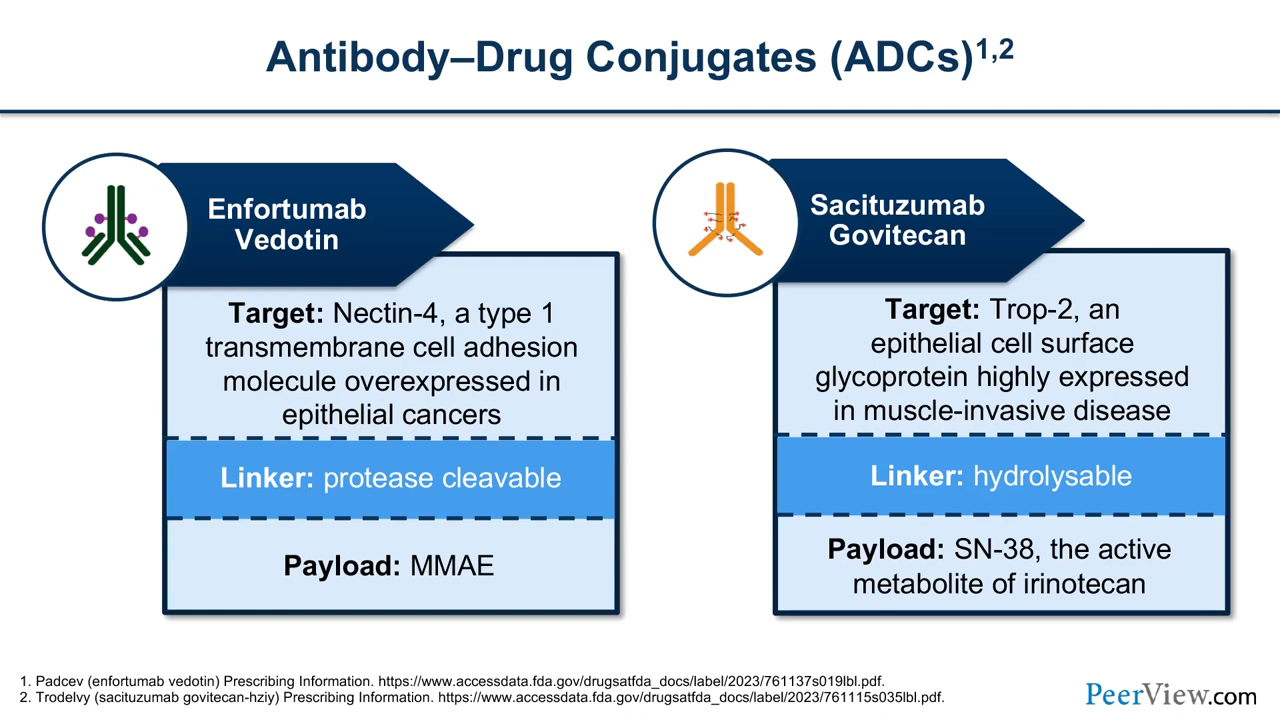 Antibody–Drug Conjugates (ADCs)1,2
Enfortumab
Vedotin
Target: Nectin-4, a type 1
transmembrane cell adhesion
molecule overexpressed in
epithelial cancers
Linker: protease cleavable
Payload: MMAE
Sacituzumab
Govitecan
Target: Trop-2, an
epithelial cell surface
glycoprotein highly expressed
in muscle-invasive disease
Linker: hydrolysable
Payload: SN-38, the active
metabolite of irinotecan
1. Padcev (enfortumab vedotin) Prescribing Information. https://www.accessdata.fda.gov/drugsatfda_docs/label/2023/761137s019lbl.pdf.
2. Trodelvy (sacituzumab govitecan-hziy) Prescribing Information. https://www.accessdata.fda.gov/drugsatfda_docs/label/2023/761115s035lbl.pdf.
PeerView.com